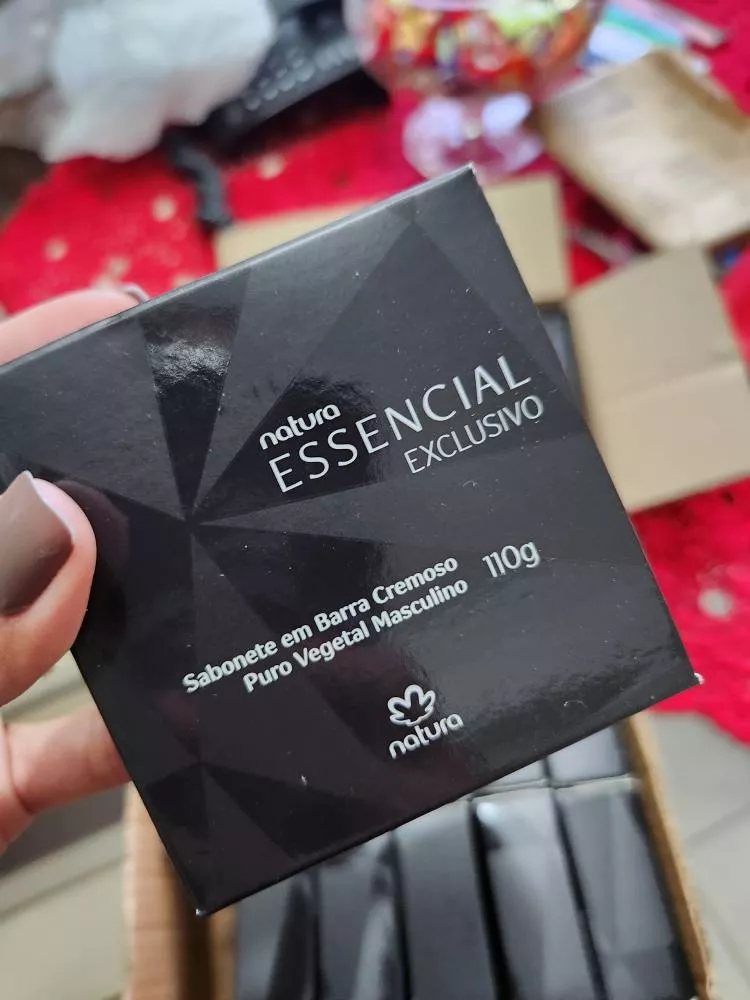 natura
ESSENCIAL
EXCLUSIVO
Sabonete em Barra Cremoso
Puro Vegetal Masculino 110g
natura